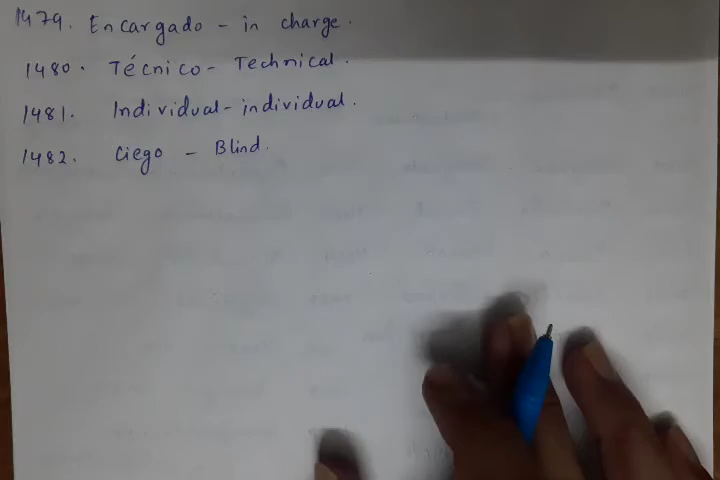 1479. Encargado - in charge.
1480. Técnico - Technical.
1481. Individual - individual.
1482. Ciego - Blind.